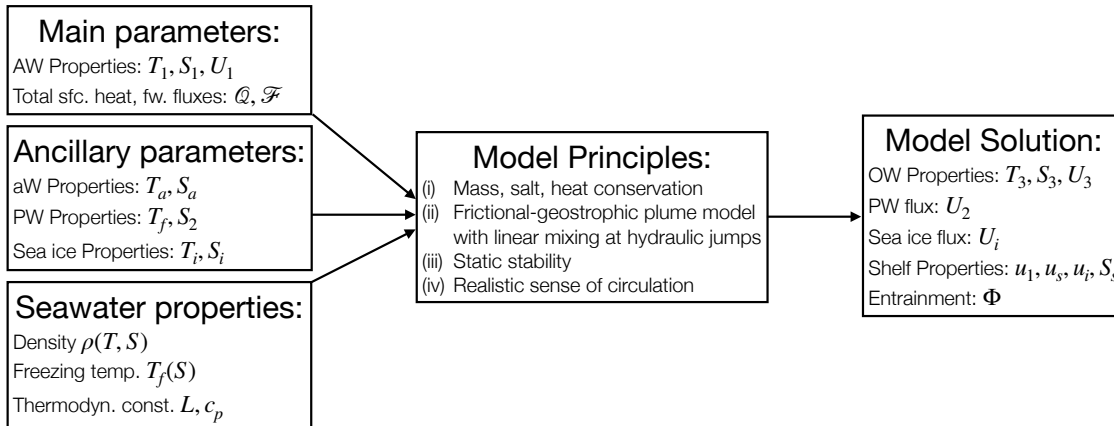 Main parameters:
AW Properties: T₁, S₁, U₁
Total sfc. heat, fw. fluxes: 𝒬, ℱ
Ancillary parameters:
aW Properties: Tₐ, Sₐ
PW Properties: T_f, S₂
Sea ice Properties: Tᵢ, Sᵢ
Seawater properties:
Density ρ(T, S)
Freezing temp. T_f(S)
Thermodyn. const. L, cₚ
Model Principles:
(i) Mass, salt, heat conservation
(ii) Frictional-geostrophic plume model
with linear mixing at hydraulic jumps
(iii) Static stability
(iv) Realistic sense of circulation
Model Solution:
OW Properties: T₃, S₃, U₃
PW flux: U₂
Sea ice flux: Uᵢ
Shelf Properties: u₁, uₛ, uᵢ, Sₛ
Entrainment: Φ